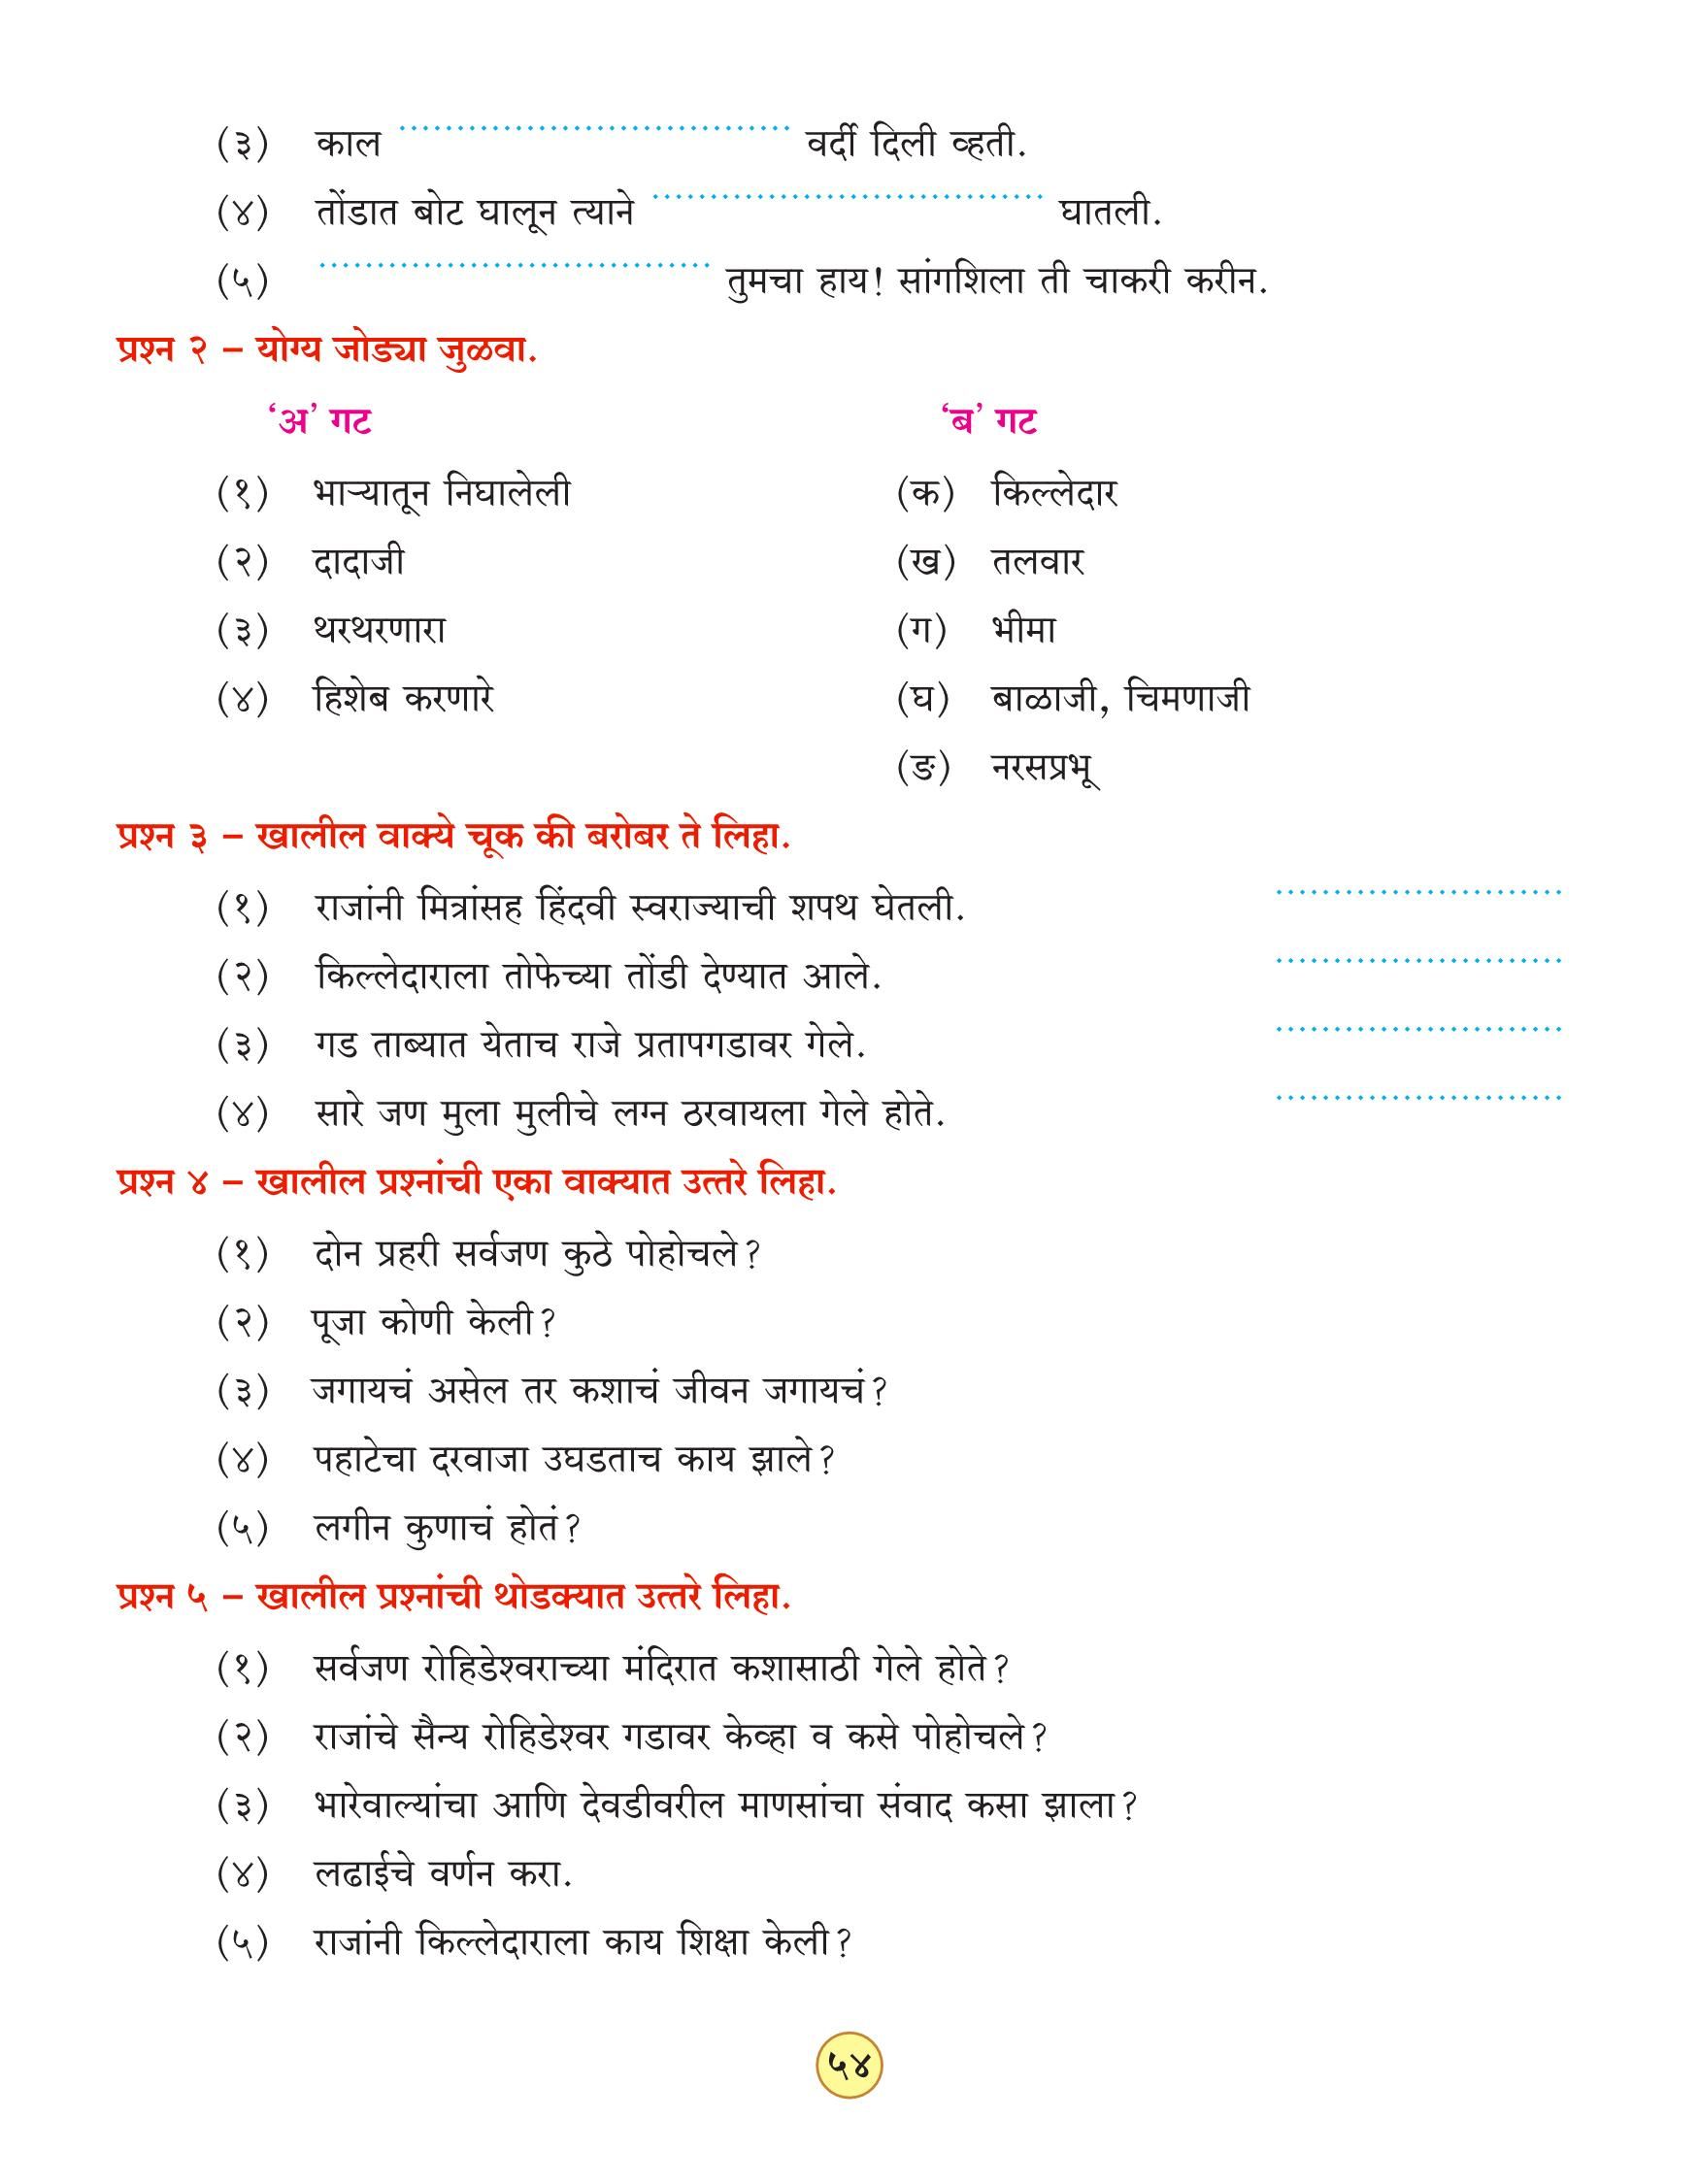 (३) काल ........................ वर्दी दिली व्हती.
(४) तोंडात बोट घालून त्याने ........................ घातली.
(५) ........................ तुमचा हाय! सांगशिला ती चाकरी करीन.
प्रश्न २ – योग्य जोड्या जुळवा.
‘अ’ गट ‘ब’ गट
(१) भाऱ्यातून निघालेली (क) किल्लेदार
(२) दादाजी (ख) तलवार
(३) थरथरणारा (ग) भीमा
(४) हिशेब करणारे (घ) बाळाजी, चिमणाजी
(ङ) नरसप्रभू
प्रश्न ३ – खालील वाक्ये चूक की बरोबर ते लिहा.
(१) राजांनी मित्रांसह हिंदवी स्वराज्याची शपथ घेतली. ........................
(२) किल्लेदाराला तोफेच्या तोंडी देण्यात आले. ........................
(३) गड ताब्यात येताच राजे प्रतापगडावर गेले. ........................
(४) सारे जण मुला मुलीचे लग्न ठरवायला गेले होते. ........................
प्रश्न ४ – खालील प्रश्नांची एका वाक्यात उत्तरे लिहा.
(१) दोन प्रहरी सर्वजण कुठे पोहोचले?
(२) पूजा कोणी केली?
(३) जगायचं असेल तर कशाचं जीवन जगायचं?
(४) पहाटेचा दरवाजा उघडताच काय झाले?
(५) लगीन कुणाचं होतं?
प्रश्न ५ – खालील प्रश्नांची थोडक्यात उत्तरे लिहा.
(१) सर्वजण रोहिडेश्वराच्या मंदिरात कशासाठी गेले होते?
(२) राजांचे सैन्य रोहिडेश्वर गडावर केव्हा व कसे पोहोचले?
(३) भारेवाल्यांचा आणि देवडीवरील माणसांचा संवाद कसा झाला?
(४) लढाईचे वर्णन करा.
(५) राजांनी किल्लेदाराला काय शिक्षा केली?
५४